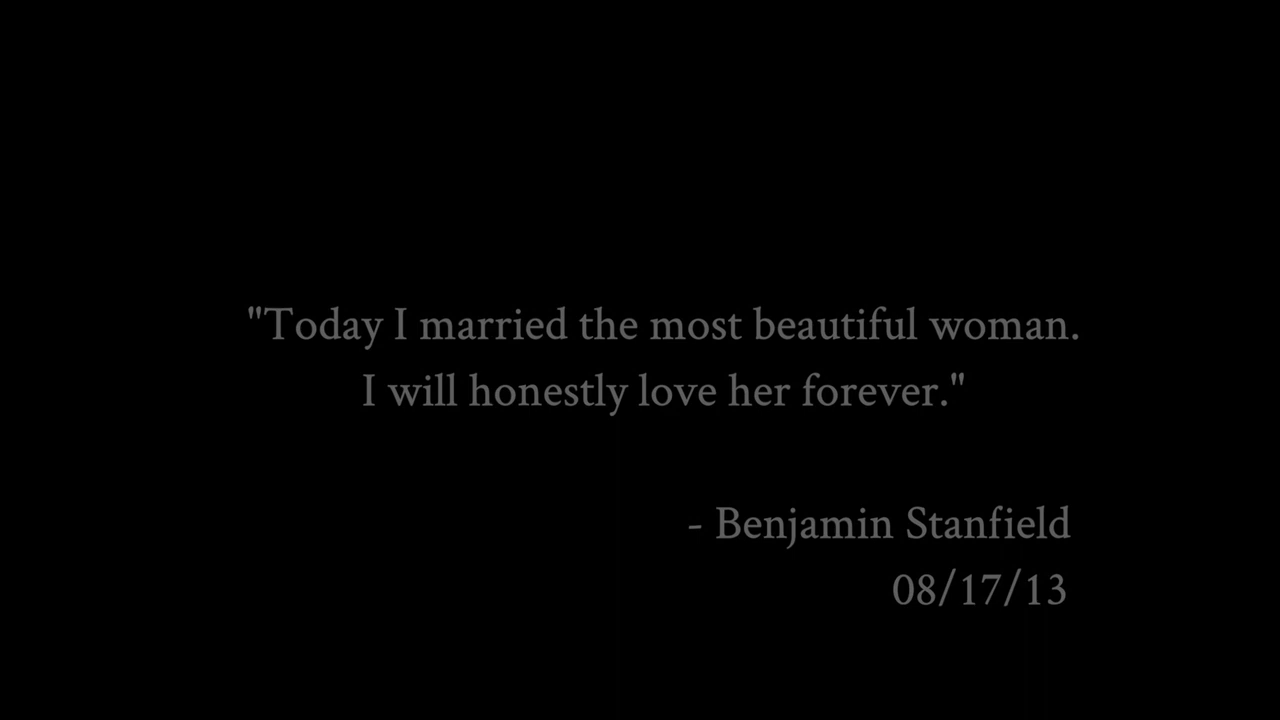 "Today I married the most beautiful woman.
I will honestly love her forever."
- Benjamin Stanfield
08/17/13